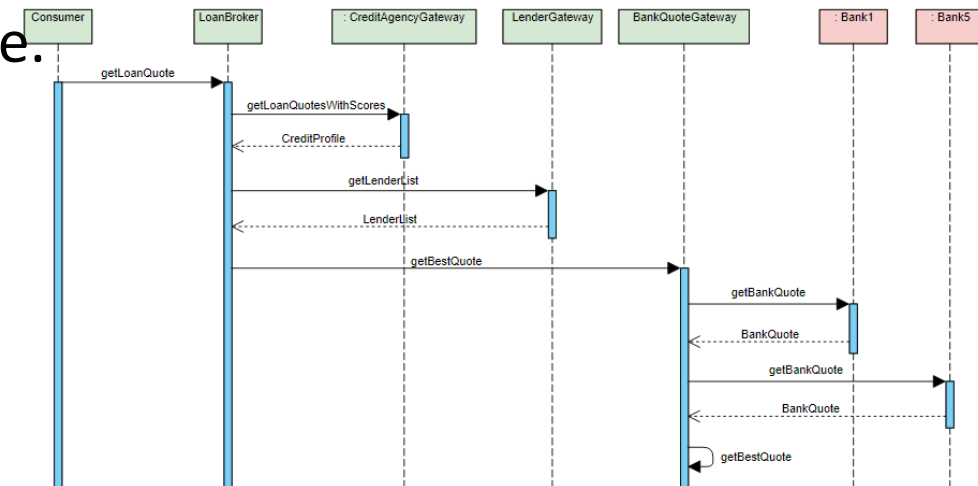 Consumer
LoanBroker
: CreditAgencyGateway
LenderGateway
BankQuoteGateway
: Bank1
: Bank5
e.
getLoanQuote
getLoanQuotesWithScores
CreditProfile
getLenderList
LenderList
getBestQuote
getBankQuote
BankQuote
getBankQuote
BankQuote
getBestQuote